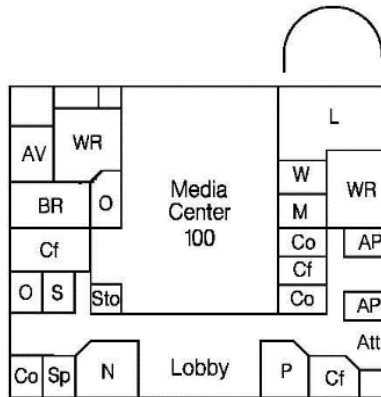 L
AV
WR
W
WR
BR
O
Media
Center
100
M
Cf
Co
AP
Cf
O
S
Sto
Co
AP
Att
Co
Sp
N
Lobby
P
Cf